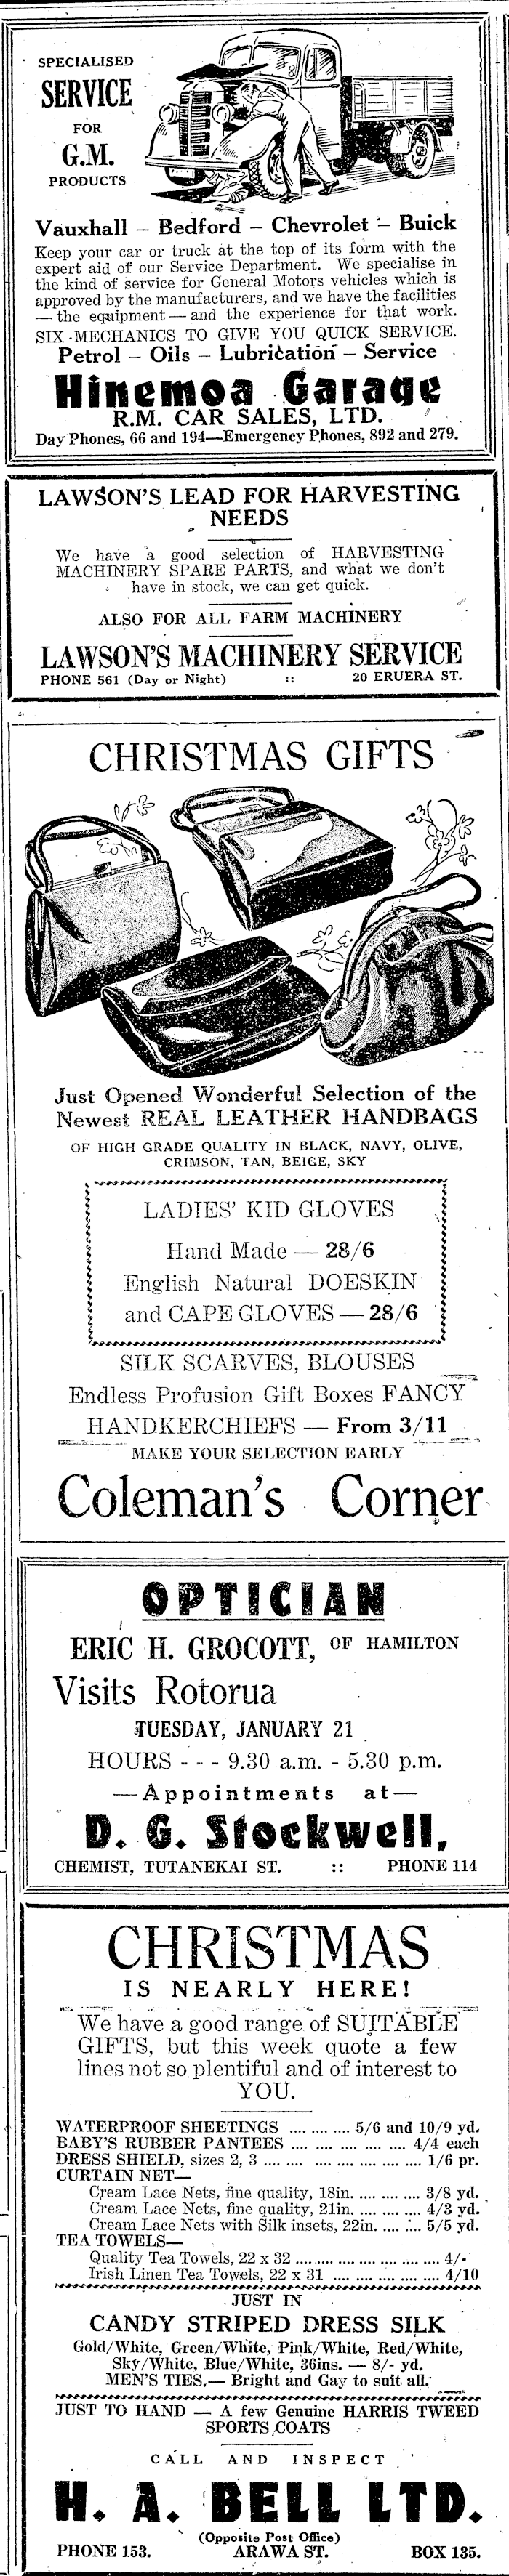 SPECIALISED
SERVICE
FOR
G.M.
PRODUCTS
Vauxhall – Bedford – Chevrolet – Buick
Keep your car or truck at the top of its form with the
expert aid of our Service Department. We specialise in
the kind of service for General Motors vehicles which is
approved by the manufacturers, and we have the facilities
— the equipment — and the experience for that work.
SIX MECHANICS TO GIVE YOU QUICK SERVICE.
Petrol – Oils – Lubrication – Service
Hinemoa Garage
R.M. CAR SALES, LTD.
Day Phones, 66 and 194—Emergency Phones, 892 and 279.
LAWSON'S LEAD FOR HARVESTING
NEEDS
We have a good selection of HARVESTING
MACHINERY SPARE PARTS, and what we don't
have in stock, we can get quick.
ALSO FOR ALL FARM MACHINERY
LAWSON'S MACHINERY SERVICE
PHONE 561 (Day or Night) :: 20 ERUERA ST.
CHRISTMAS GIFTS
Just Opened Wonderful Selection of the
Newest REAL LEATHER HANDBAGS
OF HIGH GRADE QUALITY IN BLACK, NAVY, OLIVE,
CRIMSON, TAN, BEIGE, SKY
LADIES' KID GLOVES
Hand Made — 28/6
English Natural DOESKIN
and CAPE GLOVES — 28/6
SILK SCARVES, BLOUSES
Endless Profusion Gift Boxes FANCY
HANDKERCHIEFS — From 3/11
MAKE YOUR SELECTION EARLY
Coleman's Corner
OPTICIAN
ERIC H. GROCOTT, OF HAMILTON
Visits Rotorua
TUESDAY, JANUARY 21
HOURS - - - 9.30 a.m. - 5.30 p.m.
—Appointments at—
D. G. Stockwell,
CHEMIST, TUTANEKAI ST. :: PHONE 114
CHRISTMAS
IS NEARLY HERE!
We have a good range of SUITABLE
GIFTS, but this week quote a few
lines not so plentiful and of interest to
YOU.
WATERPROOF SHEETINGS .... .... .... 5/6 and 10/9 yd.
BABY'S RUBBER PANTEES .... .... .... .... .... .... 4/4 each
DRESS SHIELD, sizes 2, 3 .... .... .... .... .... .... .... .... 1/6 pr.
CURTAIN NET—
Cream Lace Nets, fine quality, 18in. .... .... .... 3/8 yd.
Cream Lace Nets, fine quality, 21in. .... .... .... 4/3 yd.
Cream Lace Nets with Silk insets, 22in. .... .... .... 5/5 yd.
TEA TOWELS—
Quality Tea Towels, 22 x 32 .... .... .... .... .... .... .... 4/-
Irish Linen Tea Towels, 22 x 31 .... .... .... .... .... 4/10
JUST IN
CANDY STRIPED DRESS SILK
Gold/White, Green/White, Pink/White, Red/White,
Sky/White, Blue/White, 36ins. — 8/- yd.
MEN'S TIES.— Bright and Gay to suit all.
JUST TO HAND — A few Genuine HARRIS TWEED
SPORTS COATS
CALL AND INSPECT
H. A. BELL LTD.
(Opposite Post Office)
PHONE 153. ARAWA ST. BOX 135.